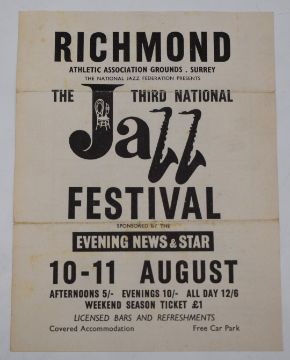 RICHMOND
ATHLETIC ASSOCIATION GROUNDS . SURREY
THE NATIONAL JAZZ FEDERATION PRESENTS
THE THIRD NATIONAL
Jazz
FESTIVAL
SPONSORED BY THE
EVENING NEWS & STAR
10-11 AUGUST
AFTERNOONS 5/- EVENINGS 10/- ALL DAY 12/6
WEEKEND SEASON TICKET £1
LICENSED BARS AND REFRESHMENTS
Covered Accommodation Free Car Park